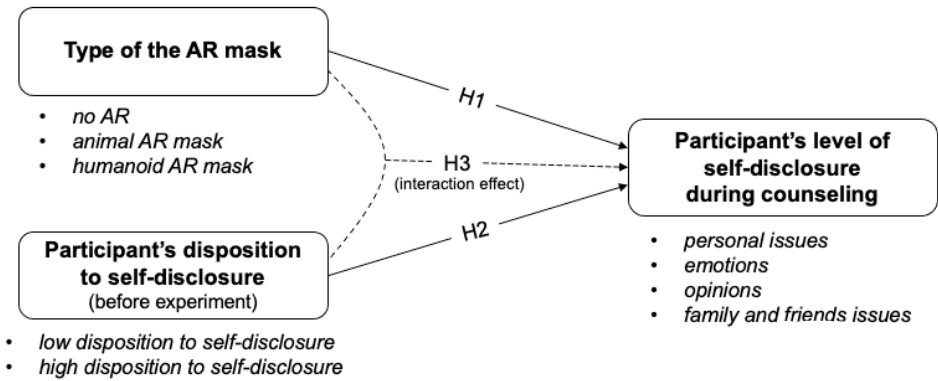 Type of the AR mask
• no AR
• animal AR mask
• humanoid AR mask
H1
H3
(interaction effect)
H2
Participant's disposition
to self-disclosure
(before experiment)
• low disposition to self-disclosure
• high disposition to self-disclosure
Participant's level of
self-disclosure
during counseling
• personal issues
• emotions
• opinions
• family and friends issues